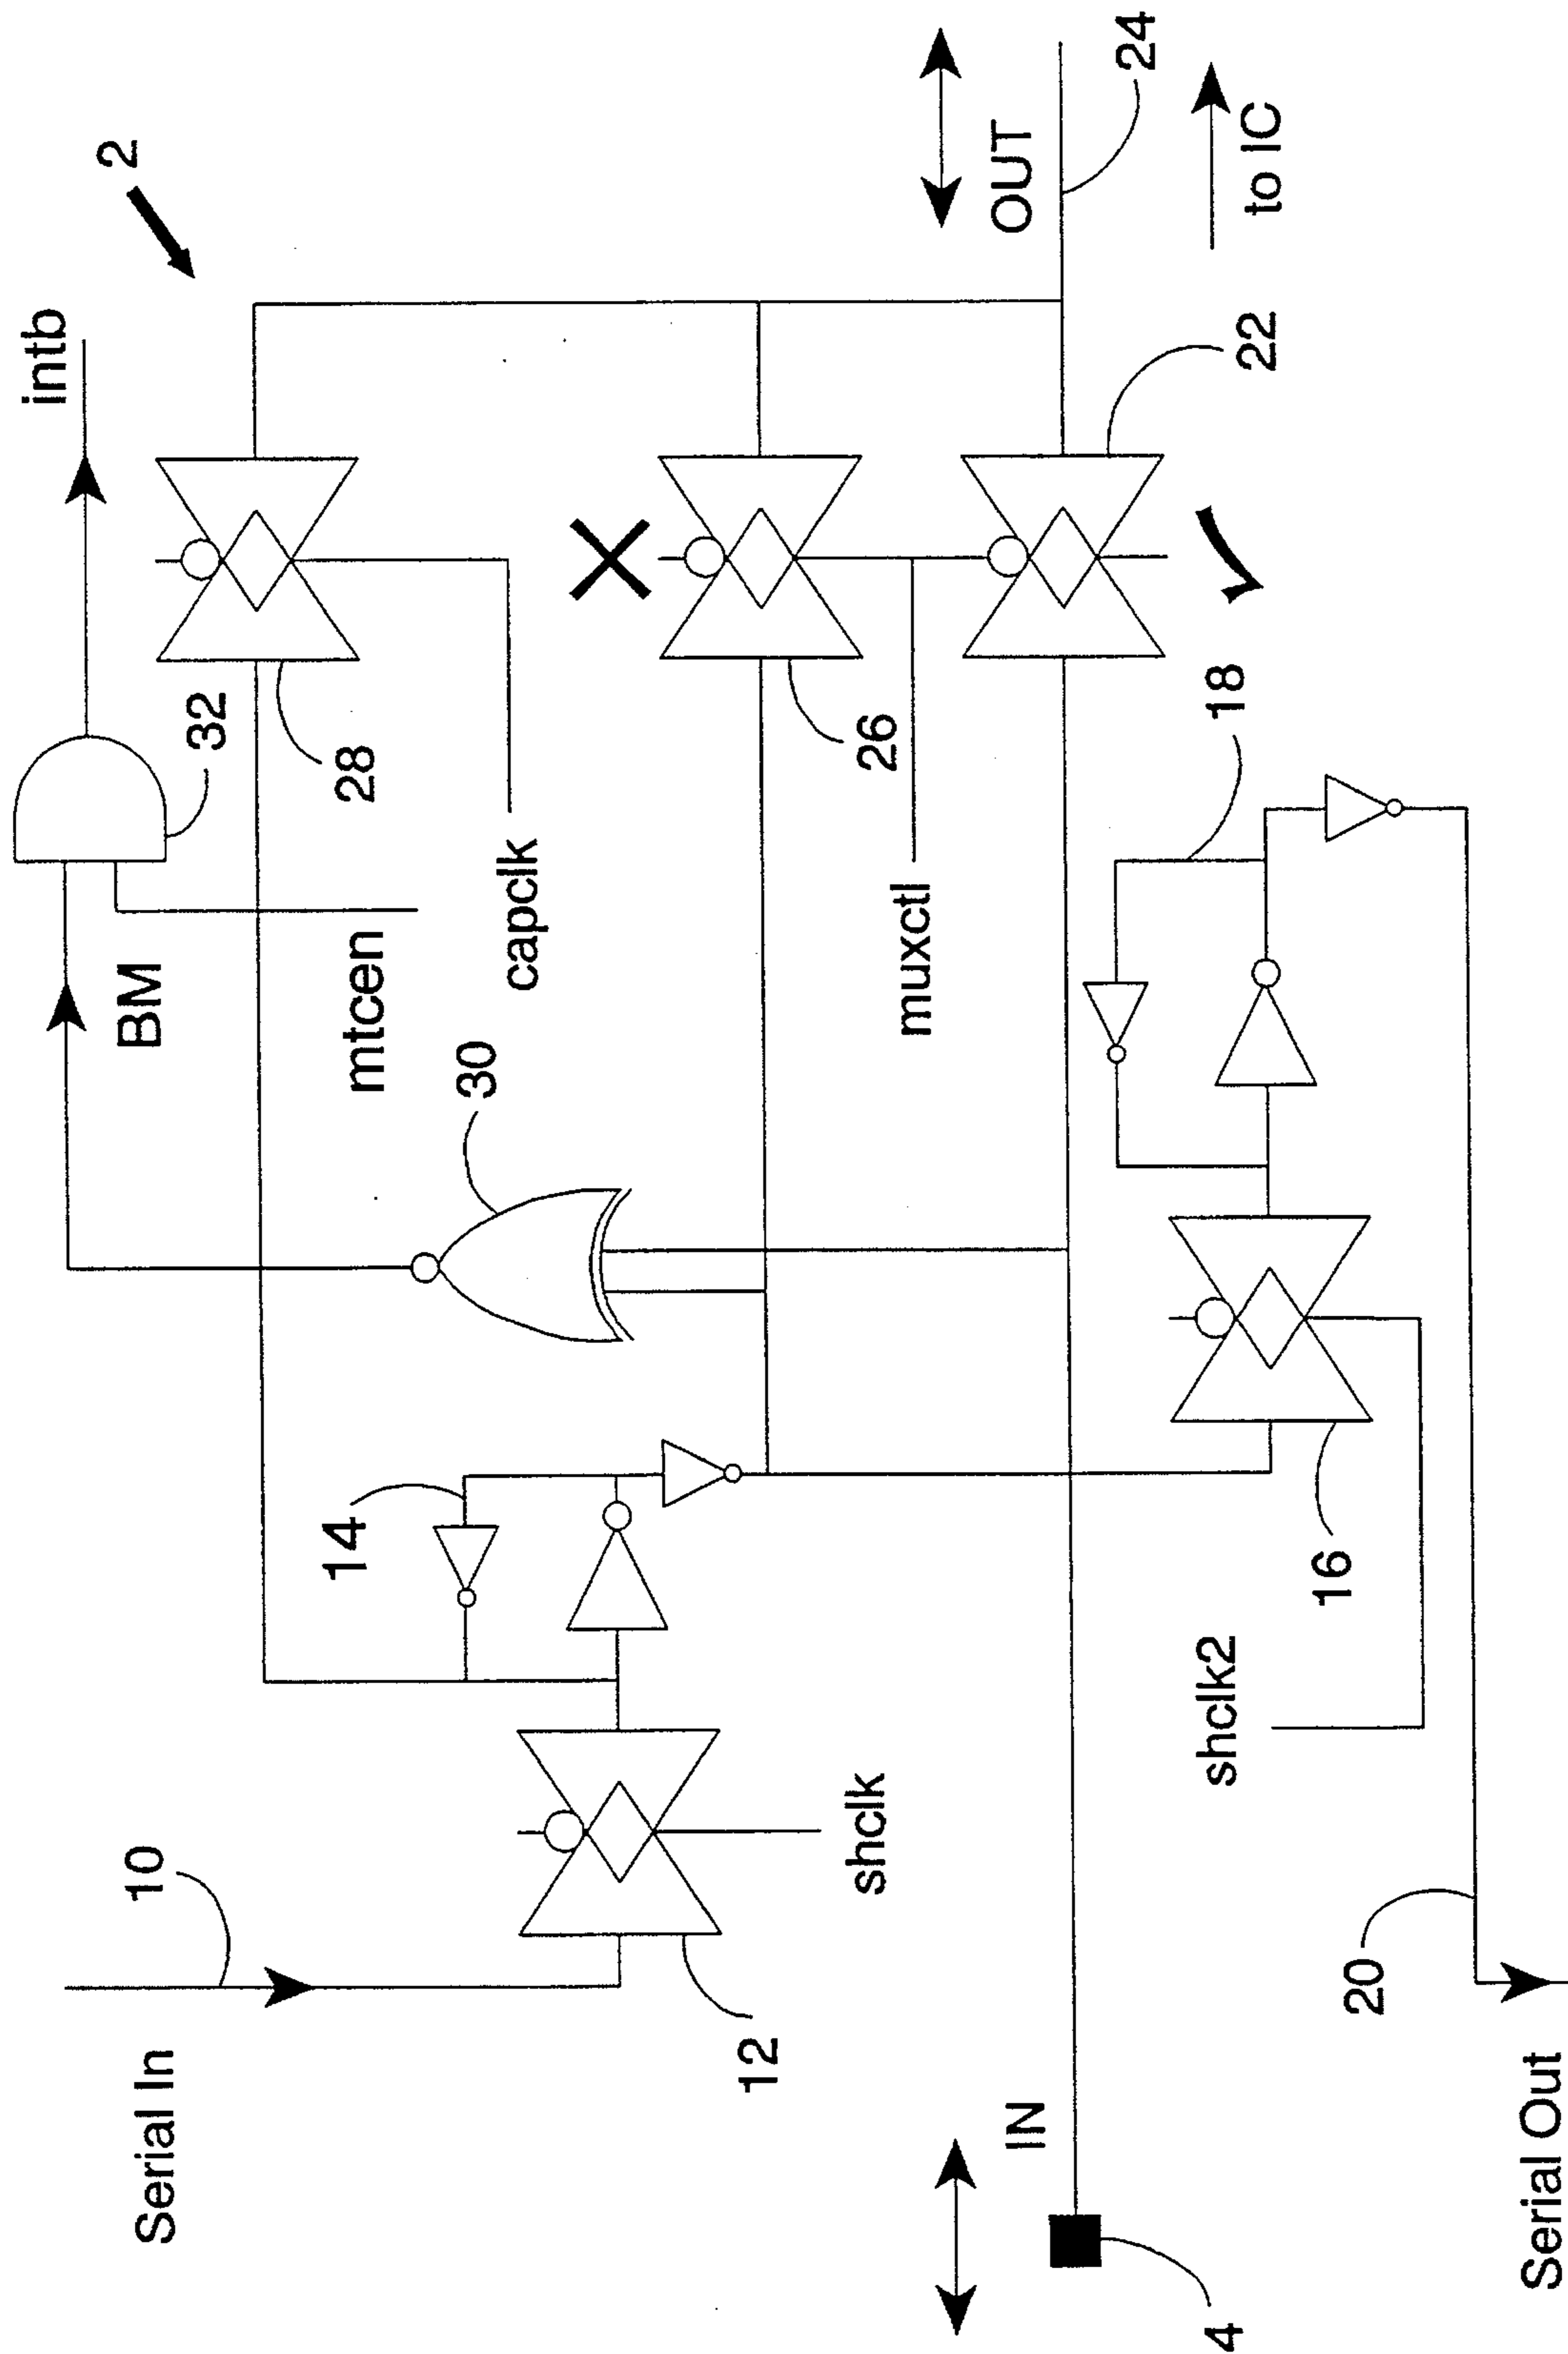 2
intb
32
28
BM
mtcen
capclk
30
26
muxctl
OUT
24
to IC
22
18
14
10
Serial In
12
shclk
16
shclk2
IN
4
20
Serial Out